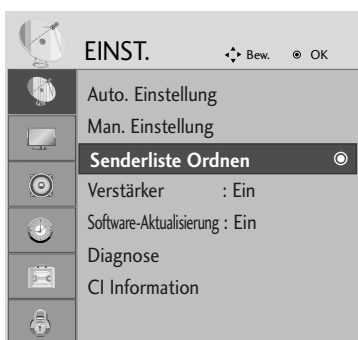 EINST. Bew. OK
Auto. Einstellung
Man. Einstellung
Senderliste Ordnen
Verstärker : Ein
Software-Aktualisierung : Ein
Diagnose
CI Information